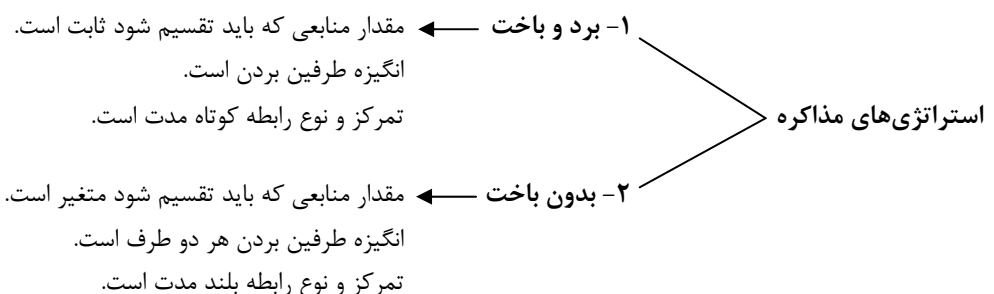 ۱- برد و باخت
مقدار منابعی که باید تقسیم شود ثابت است.
انگیزه طرفین بردن است.
تمرکز و نوع رابطه کوتاه مدت است.
استراتژی‌های مذاکره
۲- بدون باخت
مقدار منابعی که باید تقسیم شود متغیر است.
انگیزه طرفین بردن هر دو طرف است.
تمرکز و نوع رابطه بلند مدت است.